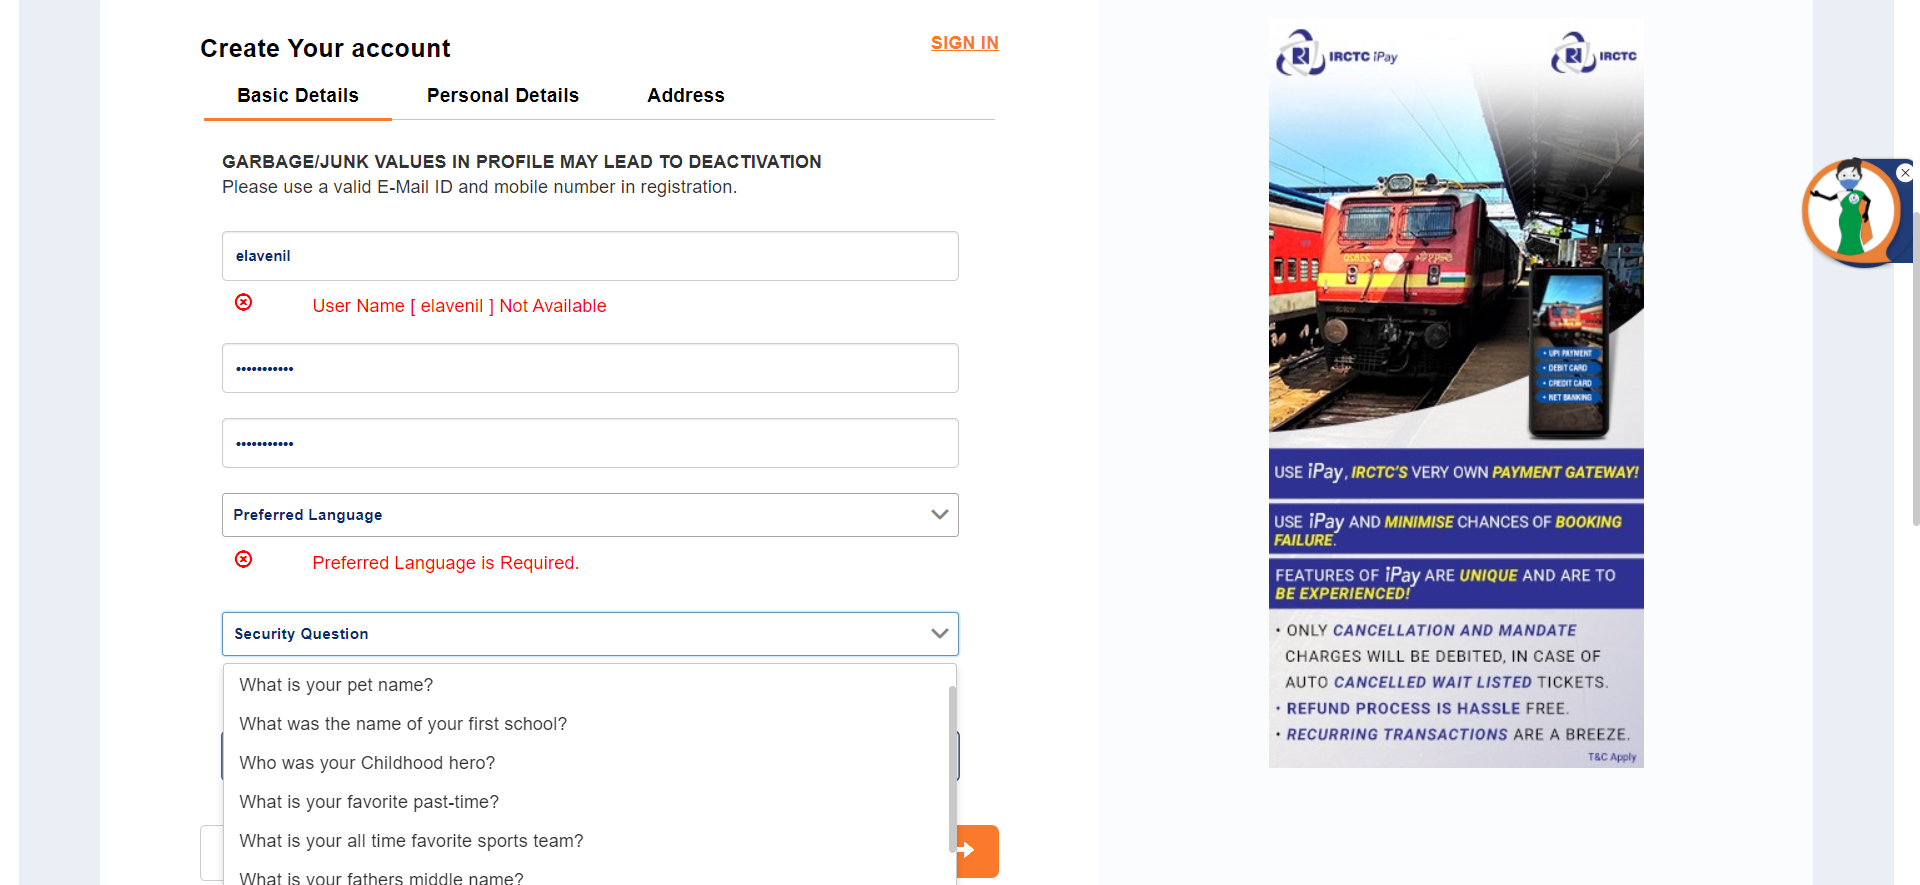 Create Your account
SIGN IN
Basic Details
Personal Details
Address
GARBAGE/JUNK VALUES IN PROFILE MAY LEAD TO DEACTIVATION
Please use a valid E-Mail ID and mobile number in registration.
elavenil
User Name [ elavenil ] Not Available
•••••••••••
•••••••••••
Preferred Language
Preferred Language is Required.
Security Question
What is your pet name?
What was the name of your first school?
Who was your Childhood hero?
What is your favorite past-time?
What is your all time favorite sports team?
What is your fathers middle name?
IRCTC iPay
IRCTC
• UPI PAYMENT
• DEBIT CARD
• CREDIT CARD
• NET BANKING
USE iPay, IRCTC'S VERY OWN PAYMENT GATEWAY!
USE iPay AND MINIMISE CHANCES OF BOOKING
FAILURE.
FEATURES OF iPay ARE UNIQUE AND ARE TO
BE EXPERIENCED!
• ONLY CANCELLATION AND MANDATE
CHARGES WILL BE DEBITED, IN CASE OF
AUTO CANCELLED WAIT LISTED TICKETS.
• REFUND PROCESS IS HASSLE FREE.
• RECURRING TRANSACTIONS ARE A BREEZE.
T&C Apply